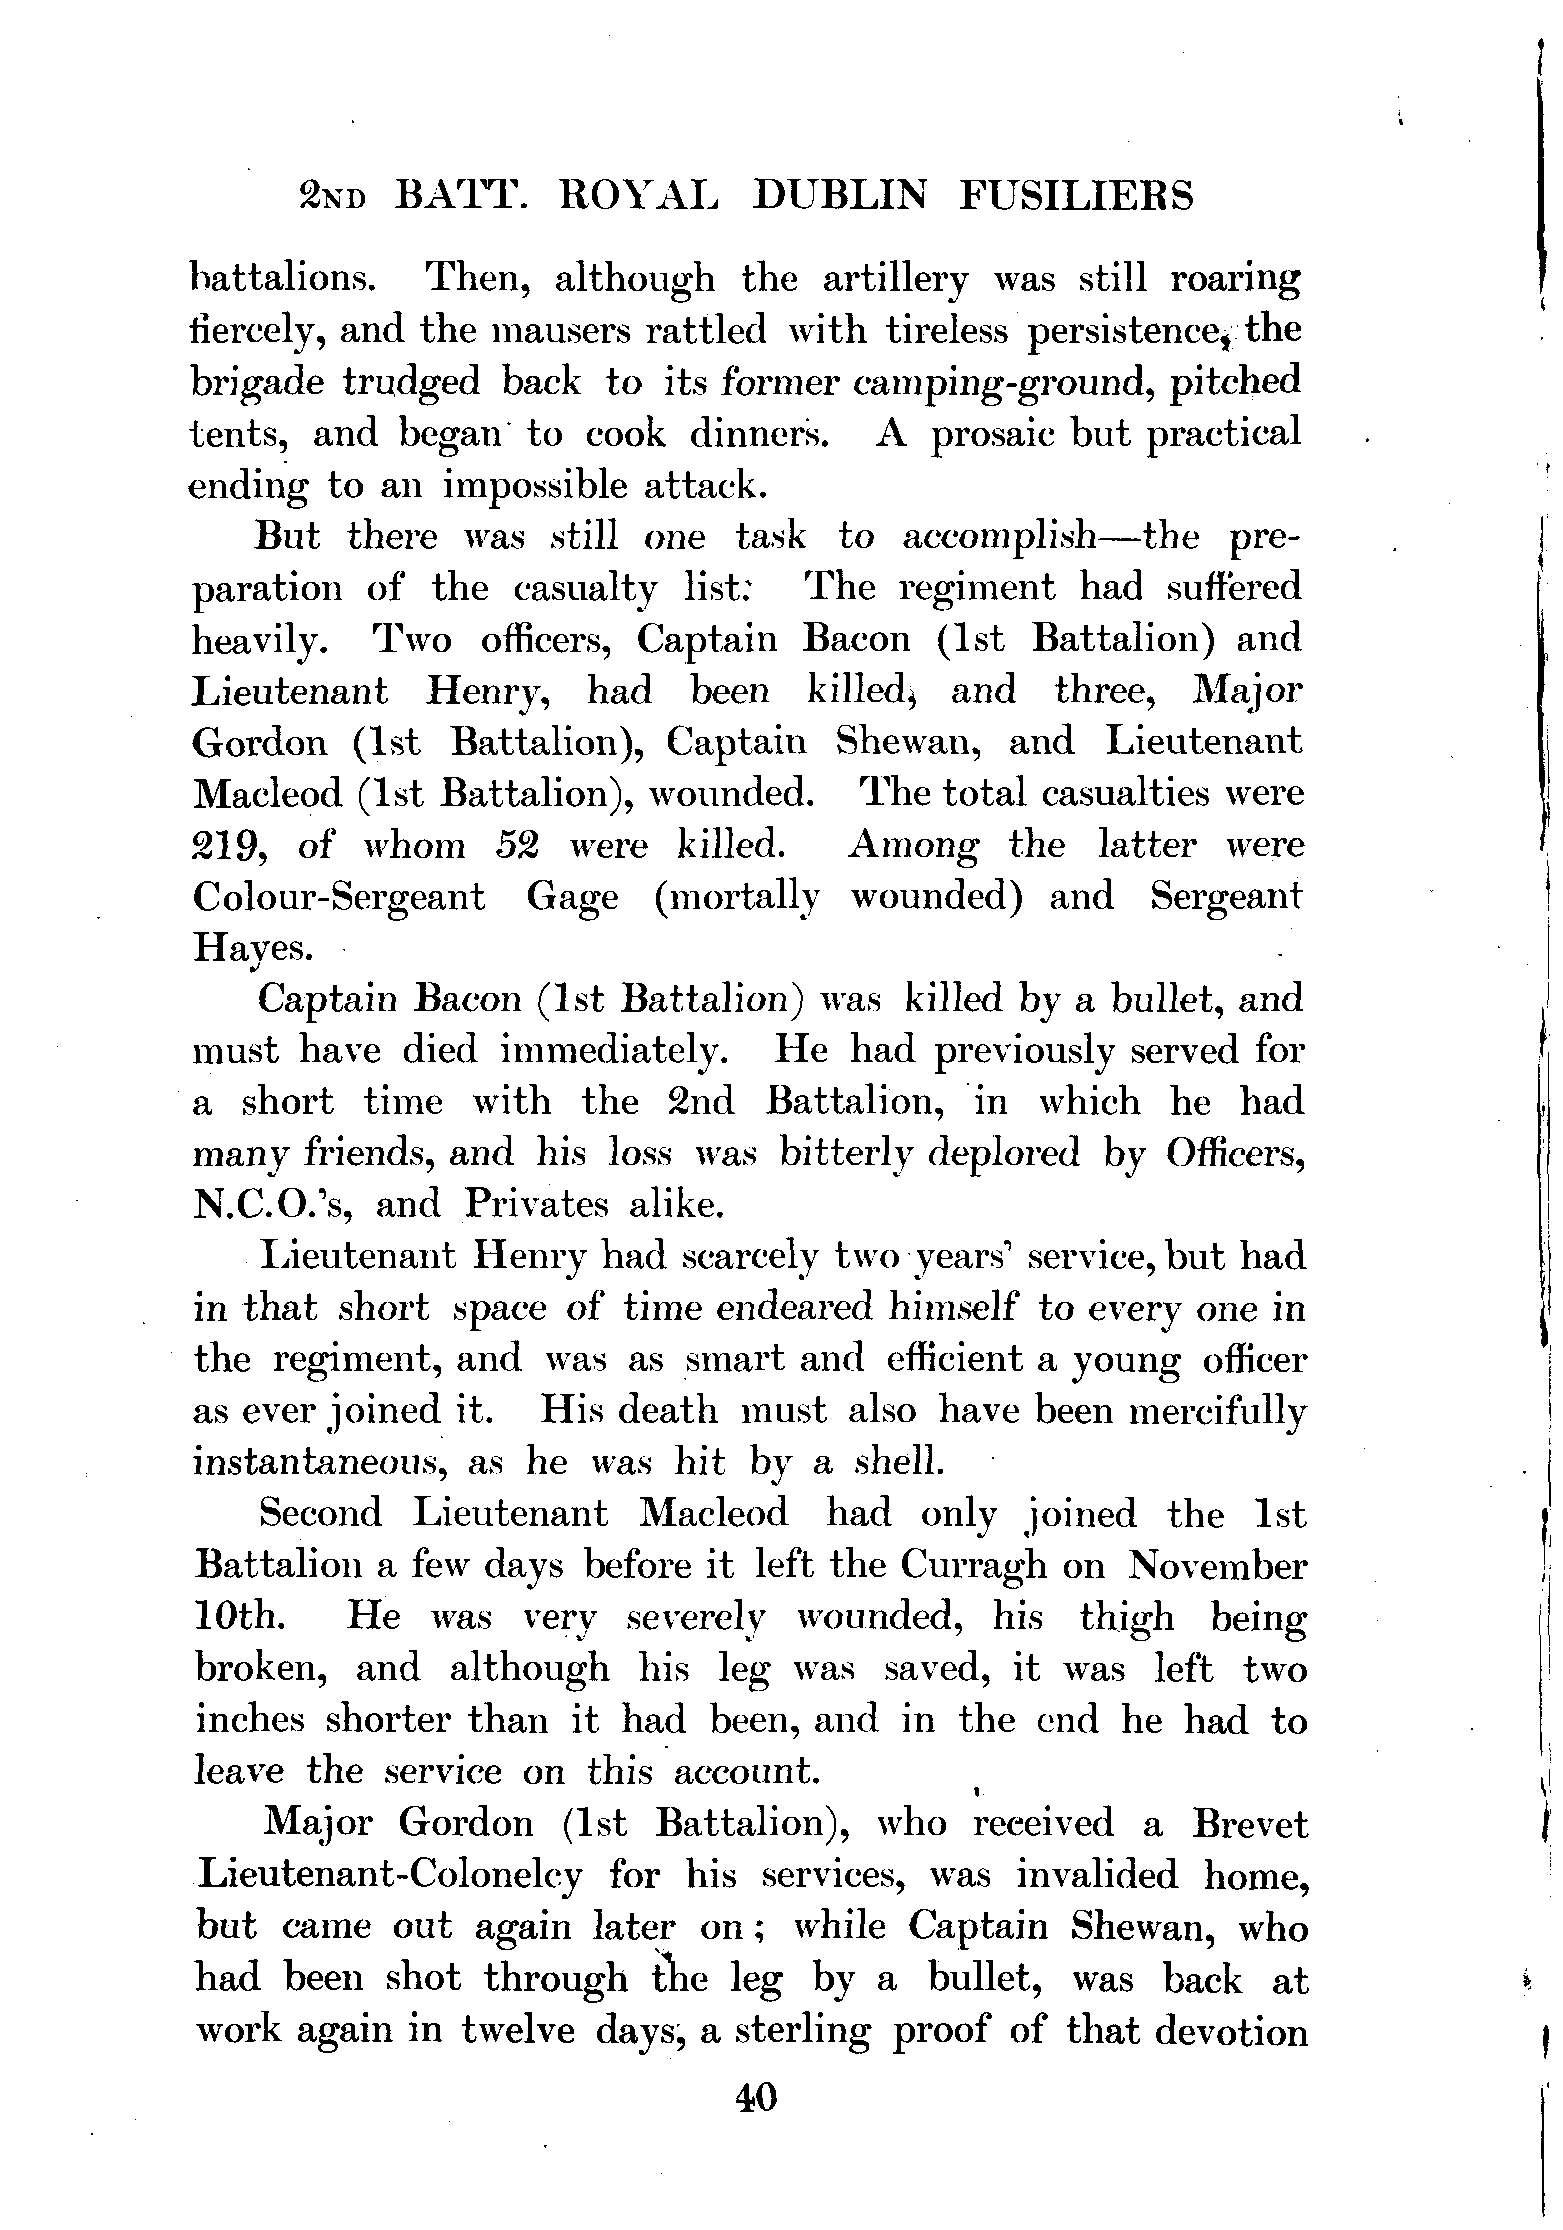 2ND BATT. ROYAL DUBLIN FUSILIERS
battalions. Then, although the artillery was still roaring
fiercely, and the mausers rattled with tireless persistence, the
brigade trudged back to its former camping-ground, pitched
tents, and began to cook dinners. A prosaic but practical
ending to an impossible attack.
But there was still one task to accomplish—the pre-
paration of the casualty list. The regiment had suffered
heavily. Two officers, Captain Bacon (1st Battalion) and
Lieutenant Henry, had been killed, and three, Major
Gordon (1st Battalion), Captain Shewan, and Lieutenant
Macleod (1st Battalion), wounded. The total casualties were
219, of whom 52 were killed. Among the latter were
Colour-Sergeant Gage (mortally wounded) and Sergeant
Hayes.
Captain Bacon (1st Battalion) was killed by a bullet, and
must have died immediately. He had previously served for
a short time with the 2nd Battalion, in which he had
many friends, and his loss was bitterly deplored by Officers,
N.C.O.'s, and Privates alike.
Lieutenant Henry had scarcely two years' service, but had
in that short space of time endeared himself to every one in
the regiment, and was as smart and efficient a young officer
as ever joined it. His death must also have been mercifully
instantaneous, as he was hit by a shell.
Second Lieutenant Macleod had only joined the 1st
Battalion a few days before it left the Curragh on November
10th. He was very severely wounded, his thigh being
broken, and although his leg was saved, it was left two
inches shorter than it had been, and in the end he had to
leave the service on this account.
Major Gordon (1st Battalion), who received a Brevet
Lieutenant-Colonelcy for his services, was invalided home,
but came out again later on; while Captain Shewan, who
had been shot through the leg by a bullet, was back at
work again in twelve days, a sterling proof of that devotion
40